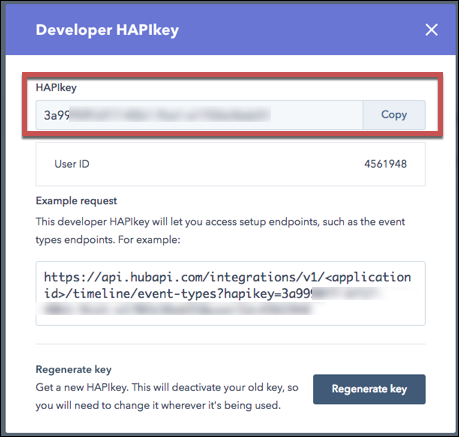 Developer HAPIkey
HAPIkey
3a99
Copy
User ID 4561948
Example request
This developer HAPIkey will let you access setup endpoints, such as the event
types endpoints. For example:
https://api.hubapi.com/integrations/v1/<application
id>/timeline/event-types?hapikey=3a999
Regenerate key
Get a new HAPIkey. This will deactivate your old key, so
you will need to change it wherever it's being used.
Regenerate key